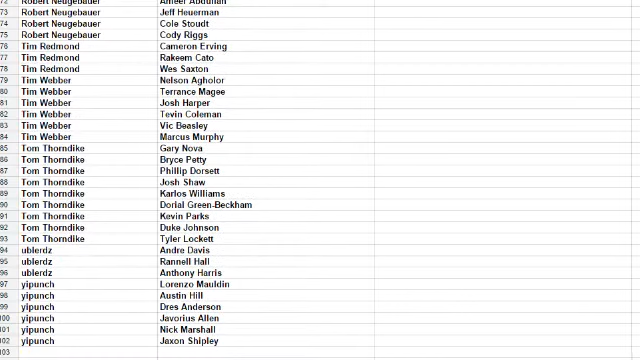 72 Robert Neugebauer Ameer Abdullah
73 Robert Neugebauer Jeff Heuerman
74 Robert Neugebauer Cole Stoudt
75 Robert Neugebauer Cody Riggs
76 Tim Redmond Cameron Erving
77 Tim Redmond Rakeem Cato
78 Tim Redmond Wes Saxton
79 Tim Webber Nelson Agholor
80 Tim Webber Terrance Magee
81 Tim Webber Josh Harper
82 Tim Webber Tevin Coleman
83 Tim Webber Vic Beasley
84 Tim Webber Marcus Murphy
85 Tom Thorndike Gary Nova
86 Tom Thorndike Bryce Petty
87 Tom Thorndike Phillip Dorsett
88 Tom Thorndike Josh Shaw
89 Tom Thorndike Karlos Williams
90 Tom Thorndike Dorial Green-Beckham
91 Tom Thorndike Kevin Parks
92 Tom Thorndike Duke Johnson
93 Tom Thorndike Tyler Lockett
94 ublerdz Andre Davis
95 ublerdz Rannell Hall
96 ublerdz Anthony Harris
97 yipunch Lorenzo Mauldin
98 yipunch Austin Hill
99 yipunch Dres Anderson
100 yipunch Javorius Allen
101 yipunch Nick Marshall
102 yipunch Jaxon Shipley
103